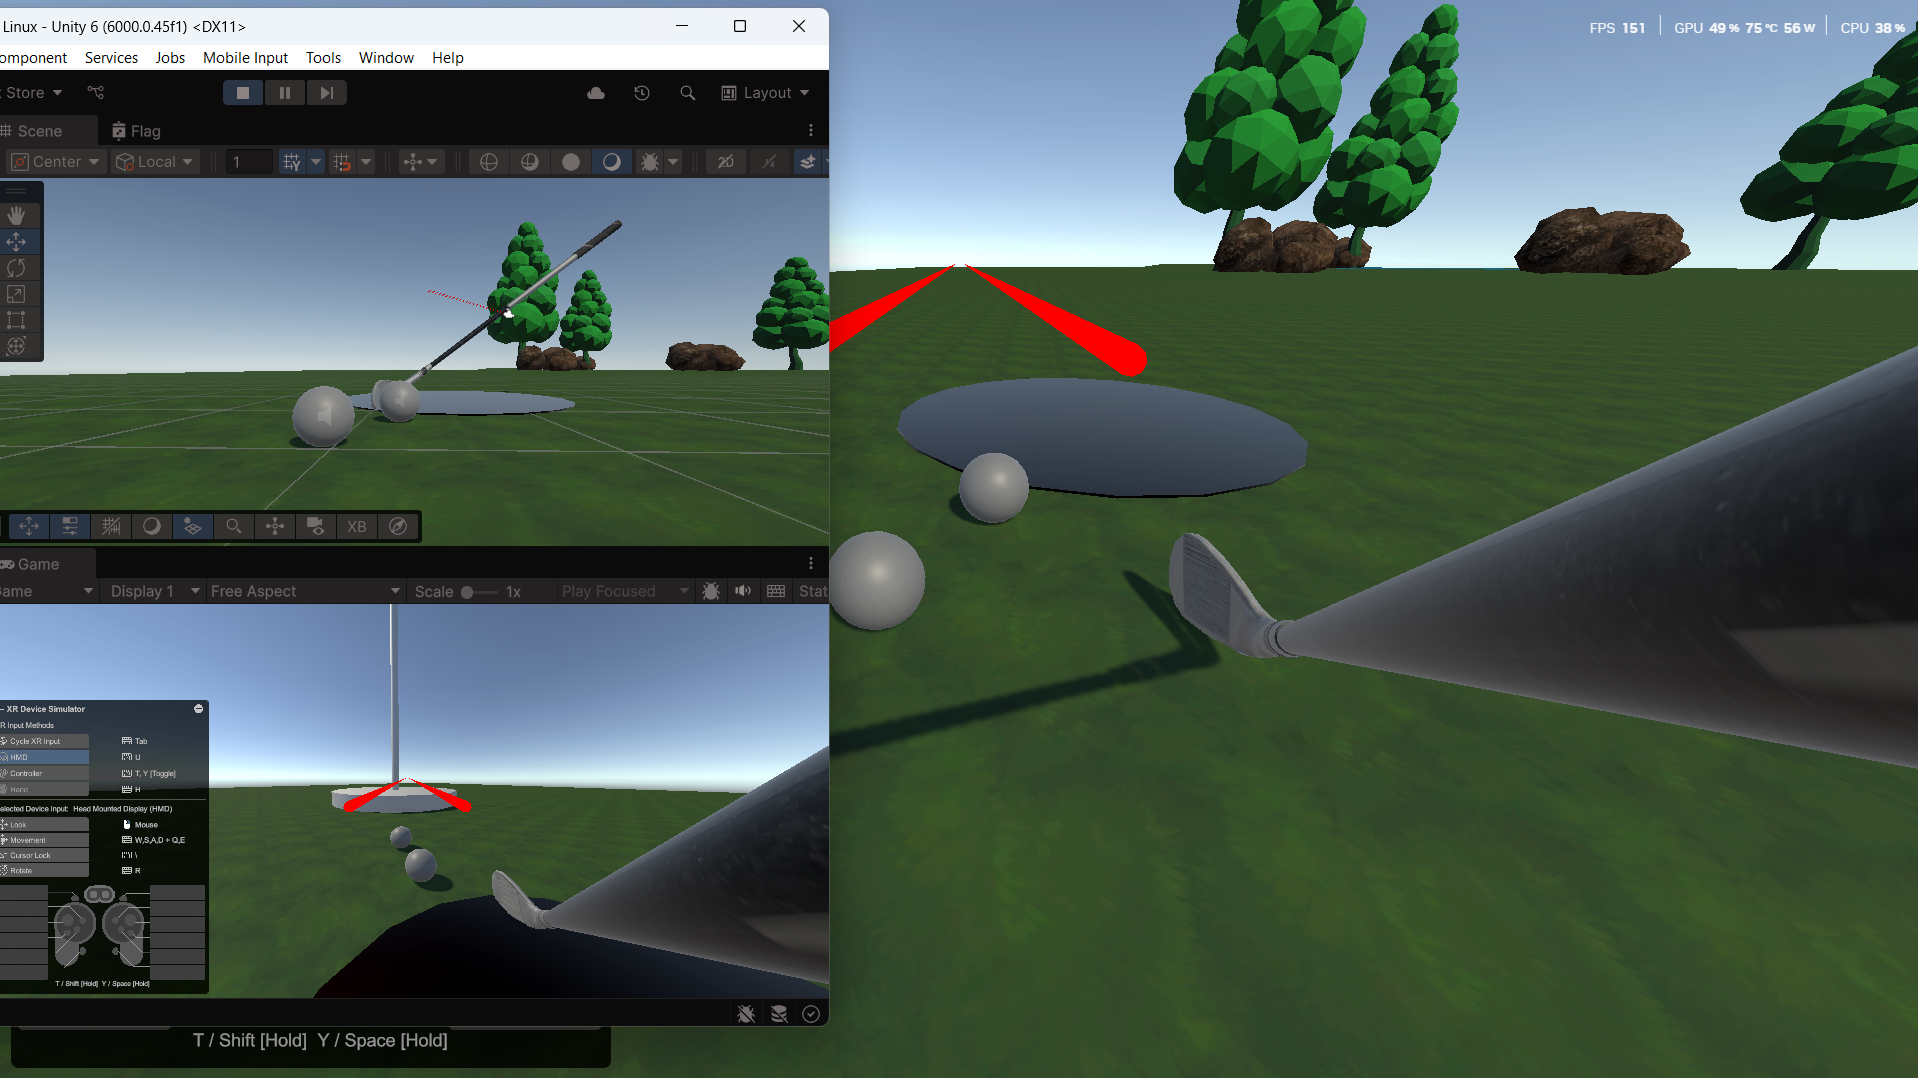 Linux - Unity 6 (6000.0.45f1) <DX11>
FPS 151 GPU 49 % 75 ℃ 56 W CPU 38 %
omponent Services Jobs Mobile Input Tools Window Help
t Store
Layout
Scene Flag
Center Local 1
2D
XB
Game
ame Display 1 Free Aspect Scale 1x Play Focused Stat
XR Device Simulator
R Input Methods
Cycle XR Input Tab
HMD U
Controller T, Y [Toggle]
Hand H
elected Device Input: Head Mounted Display (HMD)
Look Mouse
Movement W,S,A,D + Q,E
Cursor Lock \
Rotate R
T / Shift [Hold] Y / Space [Hold]
T / Shift [Hold] Y / Space [Hold]